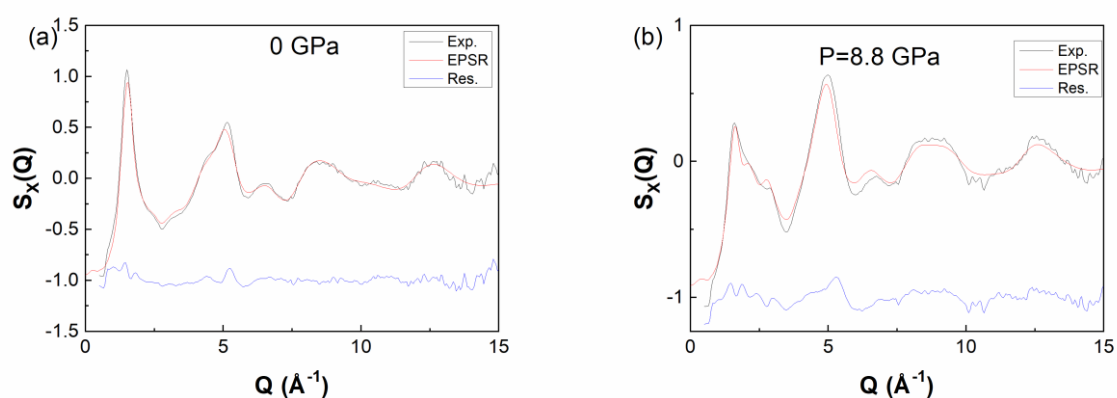 (a)
0 GPa
Exp.
EPSR
Res.
1.5
1.0
0.5
0.0
-0.5
-1.0
-1.5
S_X(Q)
0 5 10 15
Q (Å⁻¹)
(b)
P=8.8 GPa
Exp.
EPSR
Res.
1
0
-1
S_X(Q)
0 5 10 15
Q (Å⁻¹)